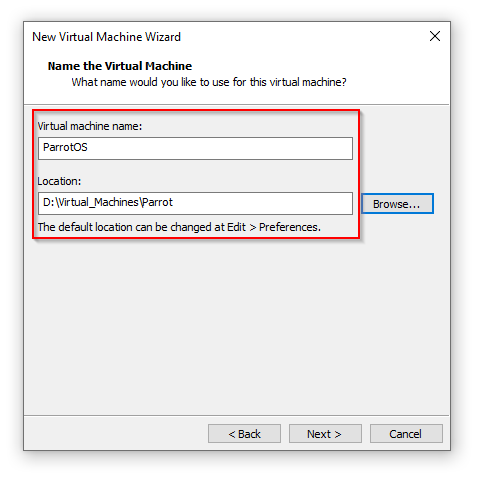 New Virtual Machine Wizard
Name the Virtual Machine
What name would you like to use for this virtual machine?
Virtual machine name:
ParrotOS
Location:
D:\Virtual_Machines\Parrot
Browse...
The default location can be changed at Edit > Preferences.
< Back
Next >
Cancel